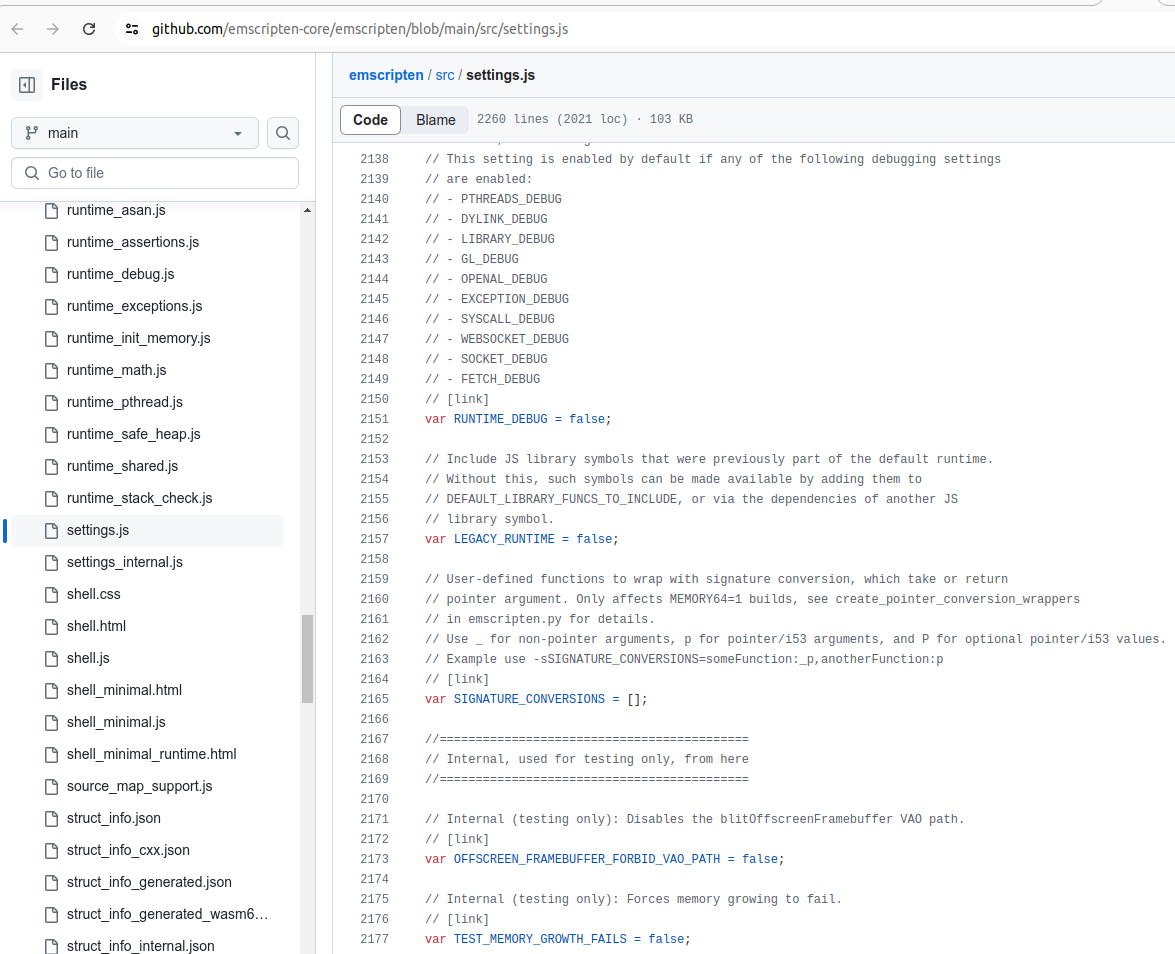 github.com/emscripten-core/emscripten/blob/main/src/settings.js
Files
main
Go to file
runtime_asan.js
runtime_assertions.js
runtime_debug.js
runtime_exceptions.js
runtime_init_memory.js
runtime_math.js
runtime_pthread.js
runtime_safe_heap.js
runtime_shared.js
runtime_stack_check.js
settings.js
settings_internal.js
shell.css
shell.html
shell.js
shell_minimal.html
shell_minimal.js
shell_minimal_runtime.html
source_map_support.js
struct_info.json
struct_info_cxx.json
struct_info_generated.json
struct_info_generated_wasm6…
struct_info_internal.json
emscripten / src / settings.js
Code Blame 2260 lines (2021 loc) · 103 KB
2138 // This setting is enabled by default if any of the following debugging settings
2139 // are enabled:
2140 // - PTHREADS_DEBUG
2141 // - DYLINK_DEBUG
2142 // - LIBRARY_DEBUG
2143 // - GL_DEBUG
2144 // - OPENAL_DEBUG
2145 // - EXCEPTION_DEBUG
2146 // - SYSCALL_DEBUG
2147 // - WEBSOCKET_DEBUG
2148 // - SOCKET_DEBUG
2149 // - FETCH_DEBUG
2150 // [link]
2151 var RUNTIME_DEBUG = false;
2152
2153 // Include JS library symbols that were previously part of the default runtime.
2154 // Without this, such symbols can be made available by adding them to
2155 // DEFAULT_LIBRARY_FUNCS_TO_INCLUDE, or via the dependencies of another JS
2156 // library symbol.
2157 var LEGACY_RUNTIME = false;
2158
2159 // User-defined functions to wrap with signature conversion, which take or return
2160 // pointer argument. Only affects MEMORY64=1 builds, see create_pointer_conversion_wrappers
2161 // in emscripten.py for details.
2162 // Use _ for non-pointer arguments, p for pointer/i53 arguments, and P for optional pointer/i53 values.
2163 // Example use -sSIGNATURE_CONVERSIONS=someFunction:_p,anotherFunction:p
2164 // [link]
2165 var SIGNATURE_CONVERSIONS = [];
2166
2167 //===========================================
2168 // Internal, used for testing only, from here
2169 //===========================================
2170
2171 // Internal (testing only): Disables the blitOffscreenFramebuffer VAO path.
2172 // [link]
2173 var OFFSCREEN_FRAMEBUFFER_FORBID_VAO_PATH = false;
2174
2175 // Internal (testing only): Forces memory growing to fail.
2176 // [link]
2177 var TEST_MEMORY_GROWTH_FAILS = false;